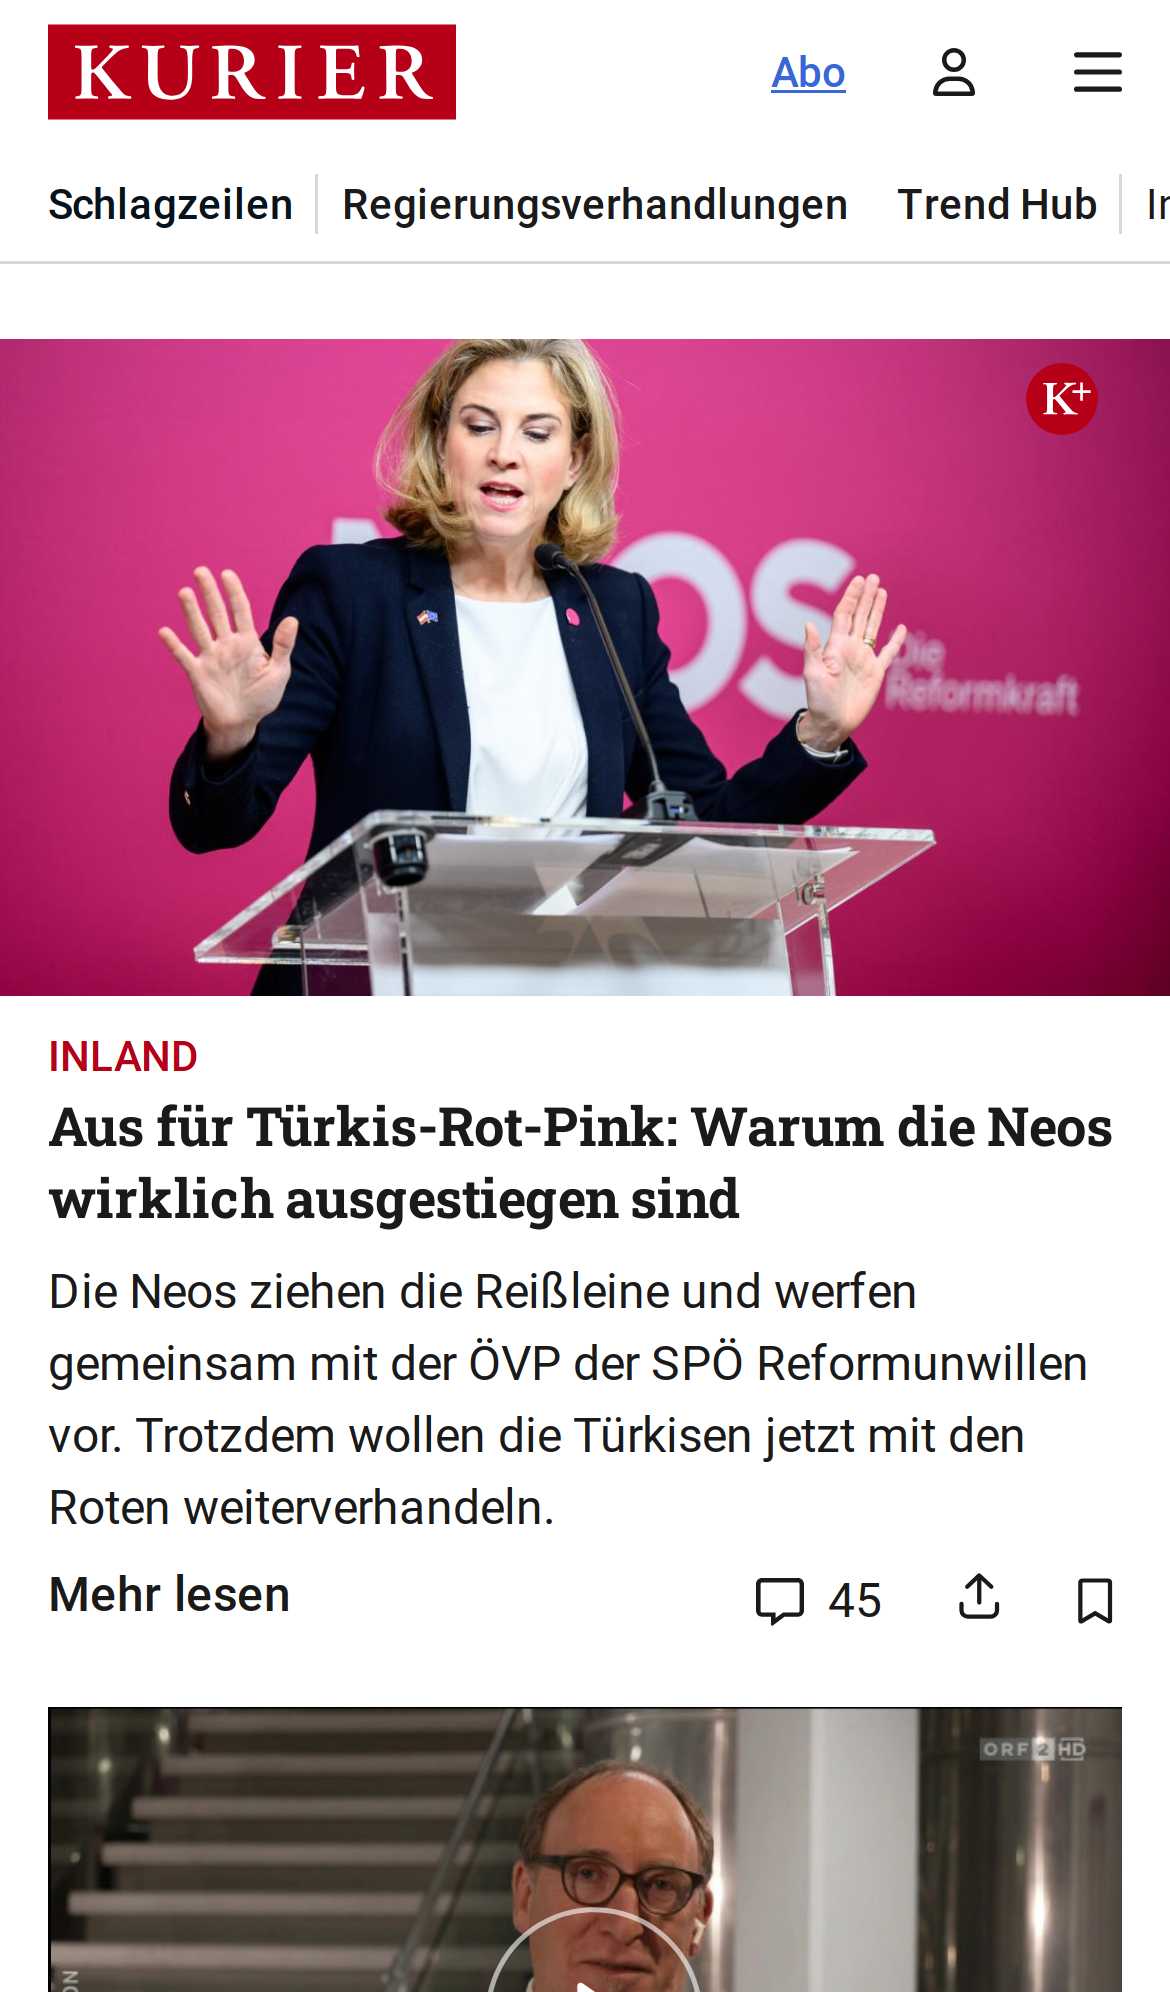 KURIER
Abo
Schlagzeilen
Regierungsverhandlungen
Trend Hub
K+
OS
Die
Reformkraft
INLAND
Aus für Türkis-Rot-Pink: Warum die Neos
wirklich ausgestiegen sind
Die Neos ziehen die Reißleine und werfen
gemeinsam mit der ÖVP der SPÖ Reformunwillen
vor. Trotzdem wollen die Türkisen jetzt mit den
Roten weiterverhandeln.
Mehr lesen
45
ORF 2 HD